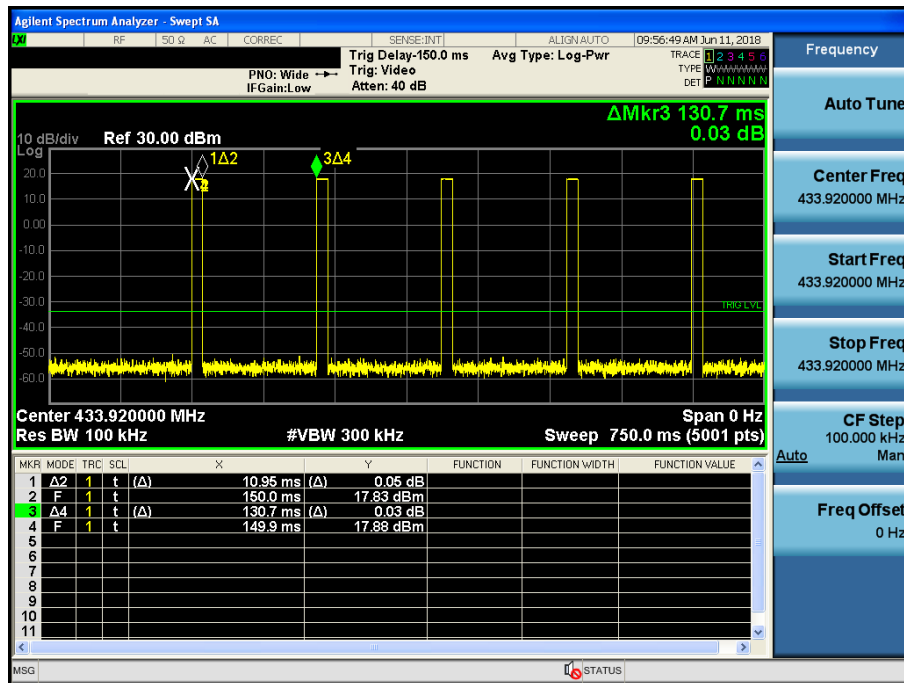 Agilent Spectrum Analyzer - Swept SA
LXI RF 50 Ω AC CORREC SENSE:INT ALIGN AUTO 09:56:49 AM Jun 11, 2018
Trig Delay-150.0 ms Avg Type: Log-Pwr TRACE 1 2 3 4 5 6
PNO: Wide Trig: Video TYPE WWWWWW
IFGain:Low Atten: 40 dB DET P N N N N N
ΔMkr3 130.7 ms
0.03 dB
10 dB/div Ref 30.00 dBm
Log
1Δ2 3Δ4
20.0
10.0
0.00
-10.0
-20.0
-30.0
TRIG LVL
-40.0
-50.0
-60.0
Center 433.920000 MHz Span 0 Hz
Res BW 100 kHz #VBW 300 kHz Sweep 750.0 ms (5001 pts)
MKR MODE TRC SCL X Y FUNCTION FUNCTION WIDTH FUNCTION VALUE
1 Δ2 1 t (Δ) 10.95 ms (Δ) 0.05 dB
2 F 1 t 150.0 ms 17.83 dBm
3 Δ4 1 t (Δ) 130.7 ms (Δ) 0.03 dB
4 F 1 t 149.9 ms 17.88 dBm
5
6
7
8
9
10
11
MSG STATUS
Frequency
Auto Tune
Center Freq
433.920000 MHz
Start Freq
433.920000 MHz
Stop Freq
433.920000 MHz
CF Step
100.000 kHz
Auto Man
Freq Offset
0 Hz